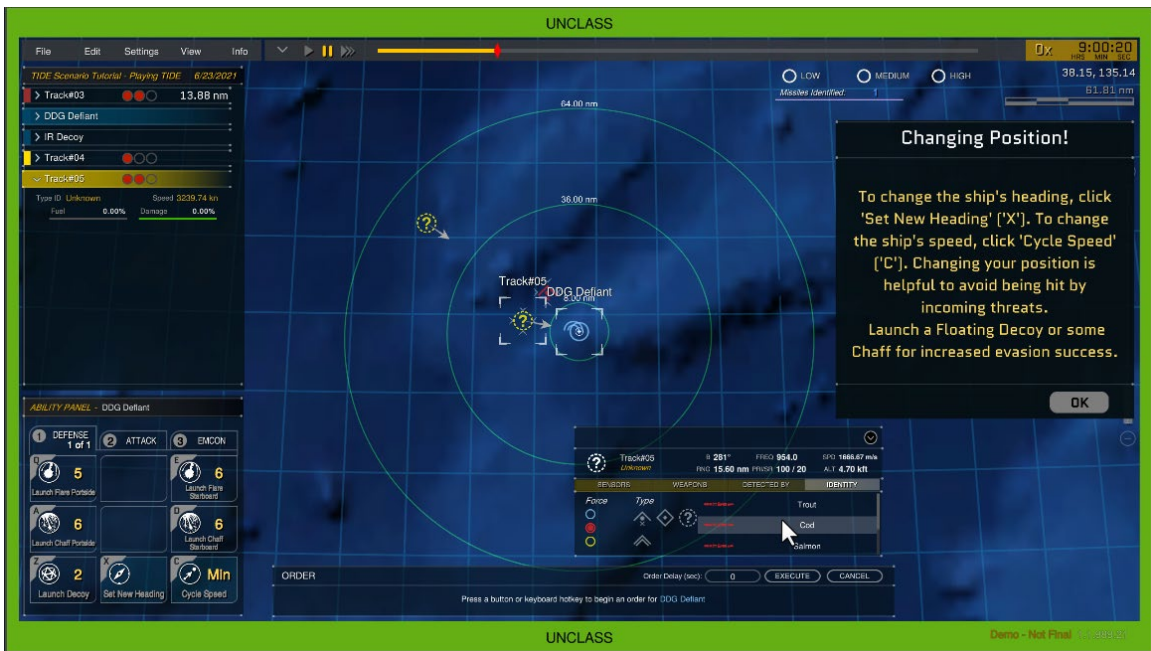 UNCLASS
File Edit Settings View Info
0x 9:00:20
HRS MIN SEC
TIDE Scenario Tutorial - Playing TIDE 6/23/2021
38.15, 135.14
61.81 nm
LOW MEDIUM HIGH
Missiles Identified: 1
> Track#03 13.88 nm
> DDG Defiant
> IR Decoy
> Track#04
Track#05
Type ID Unknown Speed 3239.74 kn
Fuel 0.00% Damage 0.00%
64.00 nm
36.00 nm
8.00 nm
Track#05
DDG Defiant
Changing Position!
To change the ship's heading, click
'Set New Heading' ('X'). To change
the ship's speed, click 'Cycle Speed'
('C'). Changing your position is
helpful to avoid being hit by
incoming threats.
Launch a Floating Decoy or some
Chaff for increased evasion success.
OK
ABILITY PANEL - DDG Defiant
1 DEFENSE
1 of 1
2 ATTACK
3 EMCON
Q 5
Launch Flare Portside
E 6
Launch Flare
Starboard
A 6
Launch Chaff Portside
D 6
Launch Chaff
Starboard
Z 2
Launch Decoy
X
Set New Heading
C Min
Cycle Speed
Track#05
Unknown
B 281° FREQ 954.0 SPD 1666.67 m/s
RNG 15.60 nm PRI/SR 100 / 20 ALT 4.70 kft
SENSORS WEAPONS DETECTED BY IDENTITY
Force Type
Trout
Cod
Salmon
ORDER
Order Delay (sec): 0 EXECUTE CANCEL
Press a button or keyboard hotkey to begin an order for DDG Defiant
UNCLASS
Demo - Not Final